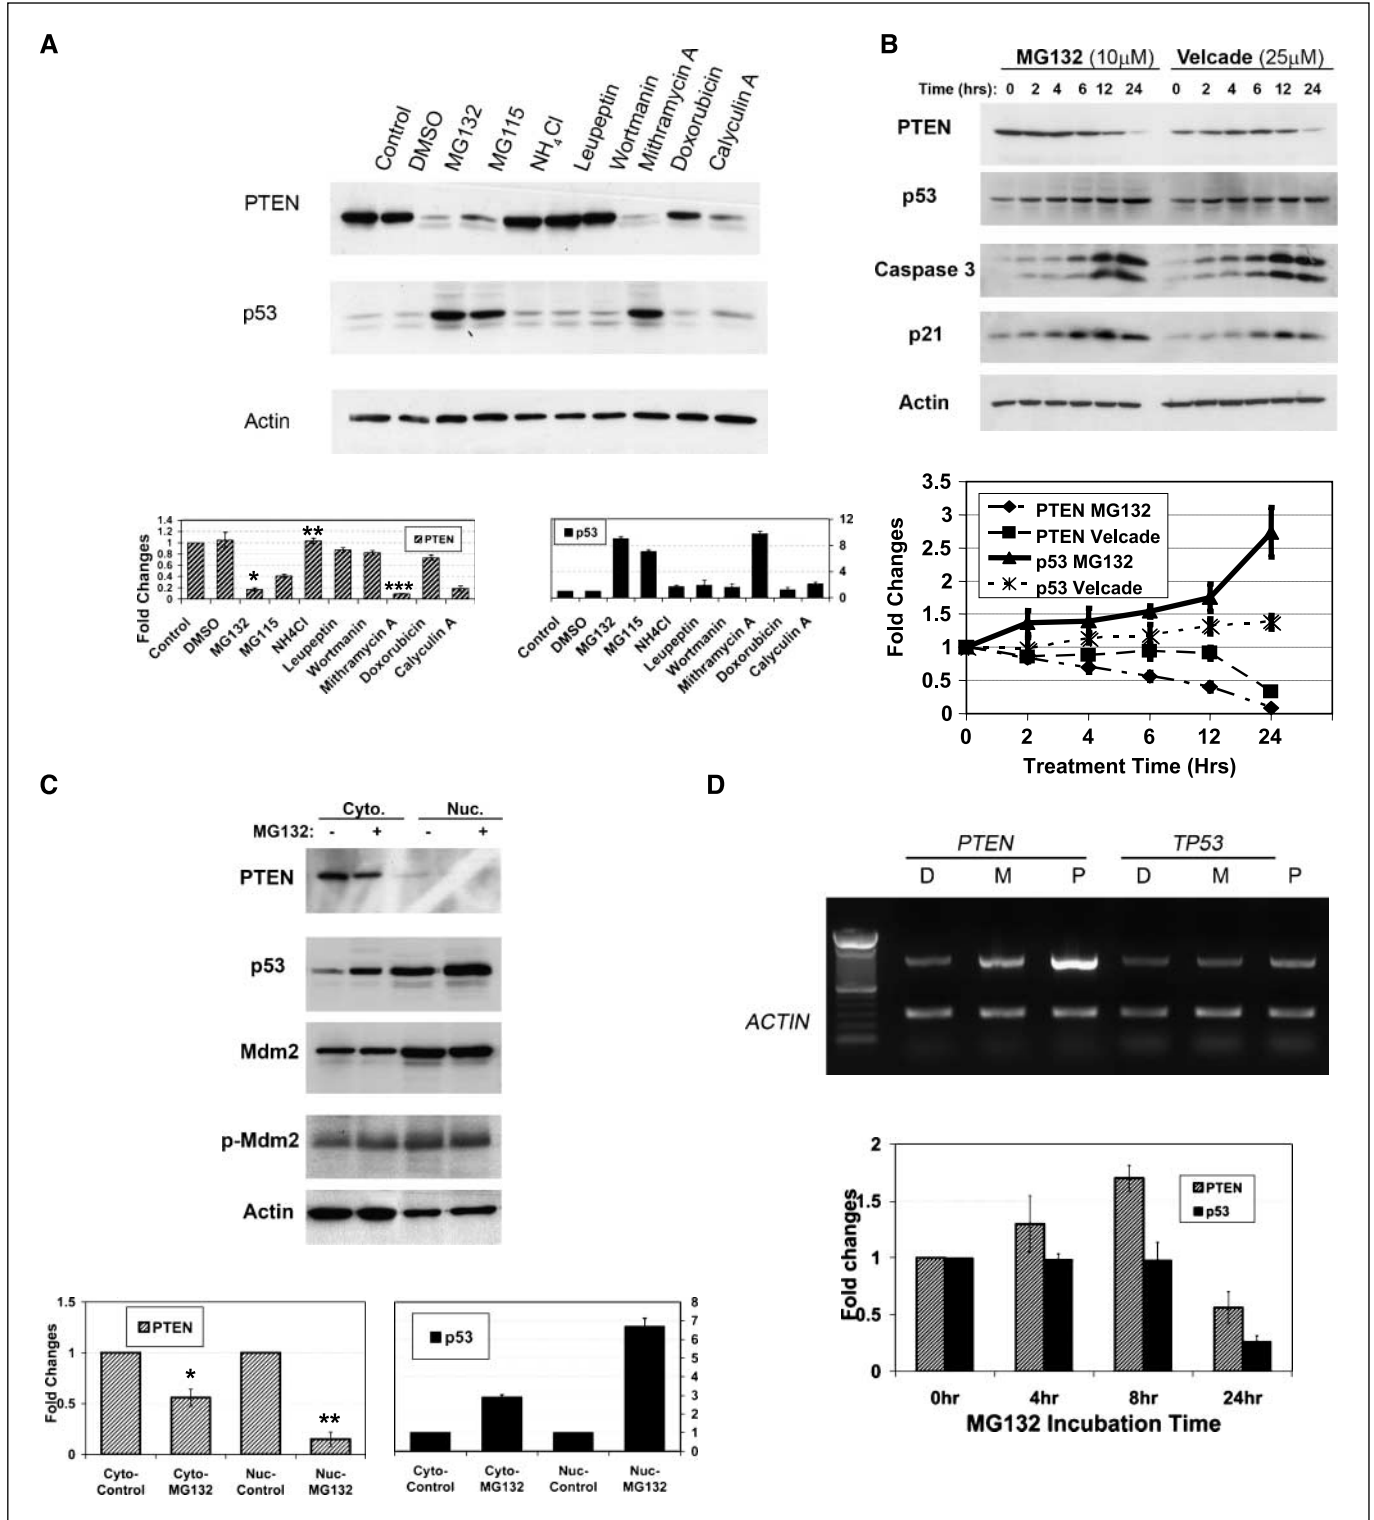 A
Control
DMSO
MG132
MG115
NH4Cl
Leupeptin
Wortmanin
Mithramycin A
Doxorubicin
Calyculin A
PTEN
p53
Actin
1.4
1.2
1
0.8
0.6
0.4
0.2
0
Fold Changes
PTEN
*
**
***
Control
DMSO
MG132
MG115
NH4Cl
Leupeptin
Wortmanin
Mithramycin A
Doxorubicin
Calyculin A
p53
12
8
4
0
Control
DMSO
MG132
MG115
NH4Cl
Leupeptin
Wortmanin
Mithramycin A
Doxorubicin
Calyculin A
B
MG132 (10μM) Velcade (25μM)
Time (hrs): 0 2 4 6 12 24 0 2 4 6 12 24
PTEN
p53
Caspase 3
p21
Actin
3.5
3
2.5
2
1.5
1
0.5
0
Fold Changes
PTEN MG132
PTEN Velcade
p53 MG132
p53 Velcade
0 2 4 6 12 24
Treatment Time (Hrs)
C
Cyto. Nuc.
MG132: - + - +
PTEN
p53
Mdm2
p-Mdm2
Actin
1.5
1
0.5
0
Fold Changes
PTEN
*
**
Cyto-Control
Cyto-MG132
Nuc-Control
Nuc-MG132
p53
8
7
6
5
4
3
2
1
0
Cyto-Control
Cyto-MG132
Nuc-Control
Nuc-MG132
D
PTEN TP53
D M P D M P
ACTIN
2
1.5
1
0.5
0
Fold changes
PTEN
p53
0hr 4hr 8hr 24hr
MG132 Incubation Time